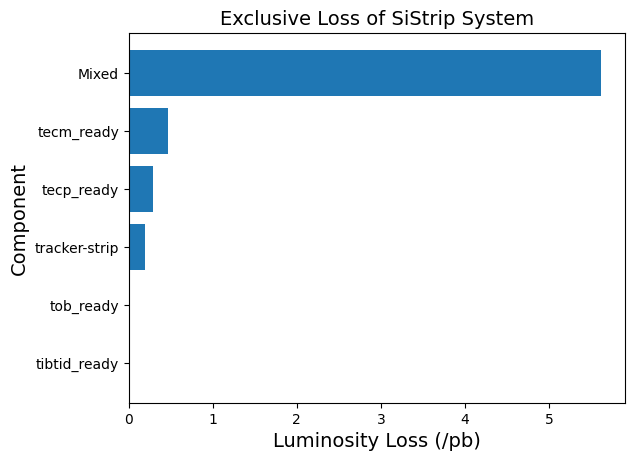 Exclusive Loss of SiStrip System
Component
Mixed
tecm_ready
tecp_ready
tracker-strip
tob_ready
tibtid_ready
0 1 2 3 4 5
Luminosity Loss (/pb)